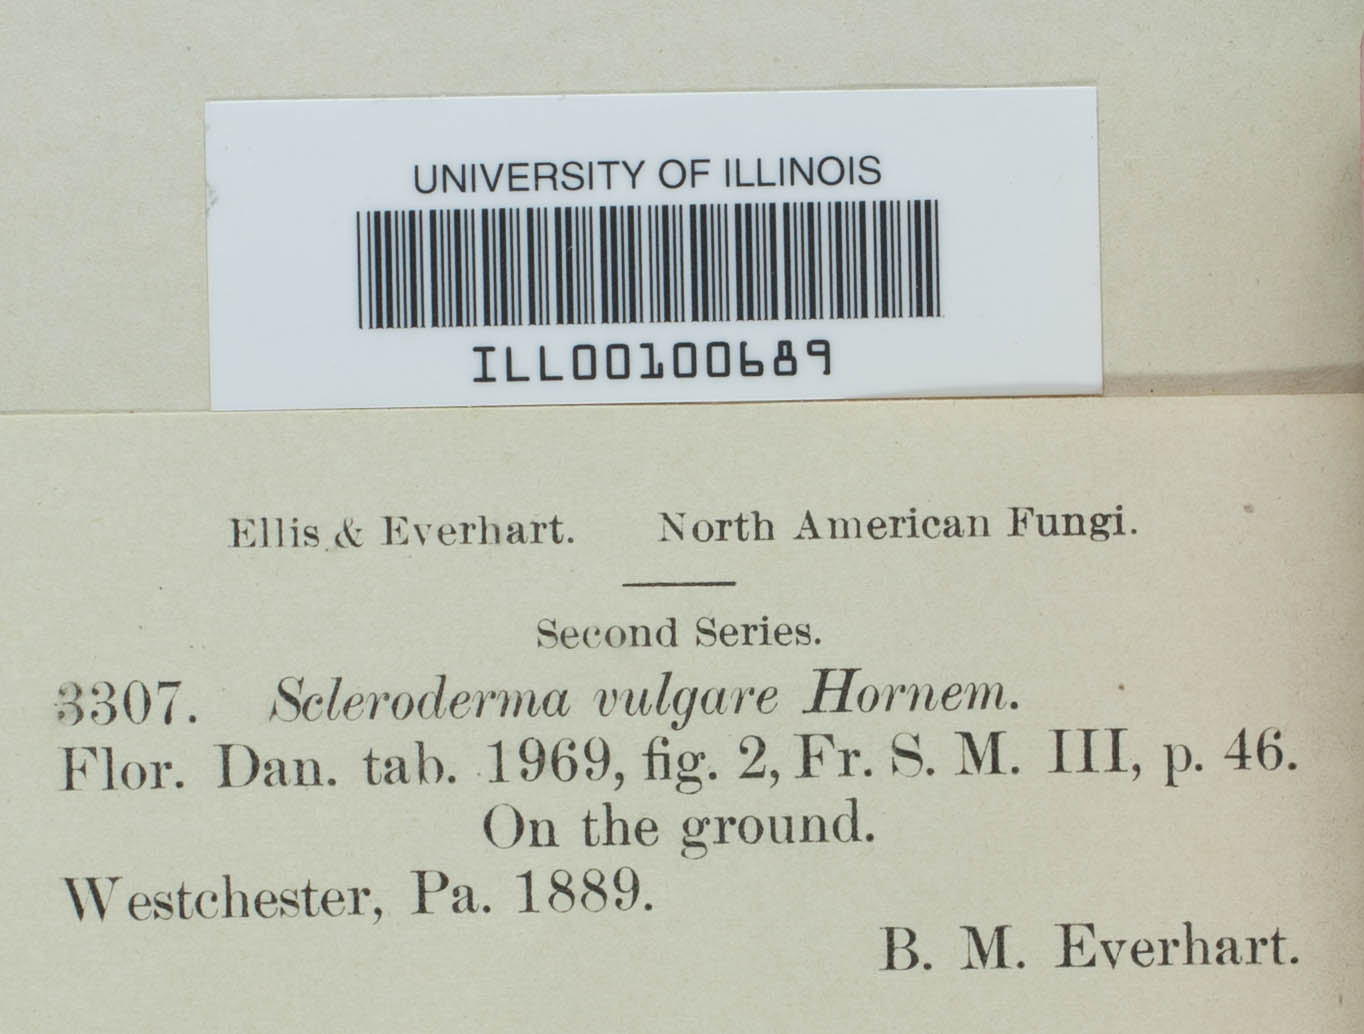 UNIVERSITY OF ILLINOIS
ILL00100689
Ellis & Everhart. North American Fungi.
Second Series.
3307. Scleroderma vulgare Hornem.
Flor. Dan. tab. 1969, fig. 2, Fr. S. M. III, p. 46.
On the ground.
Westchester, Pa. 1889.
B. M. Everhart.